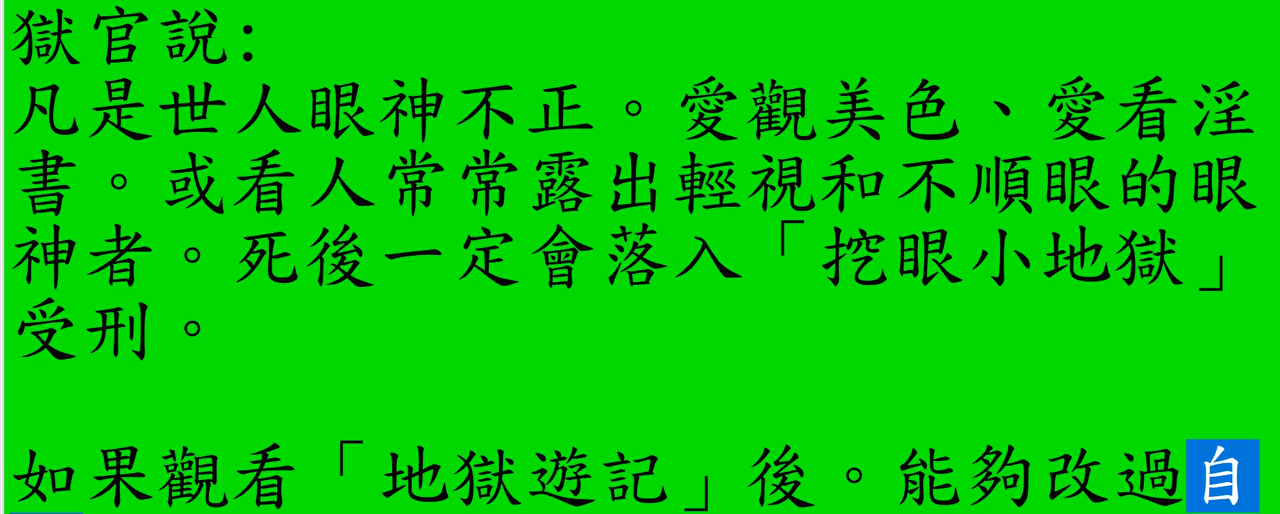 獄官說:
凡是世人眼神不正。愛觀美色、愛看淫
書。或看人常常露出輕視和不順眼的眼
神者。死後一定會落入「挖眼小地獄」
受刑。
如果觀看「地獄遊記」後。能夠改過自